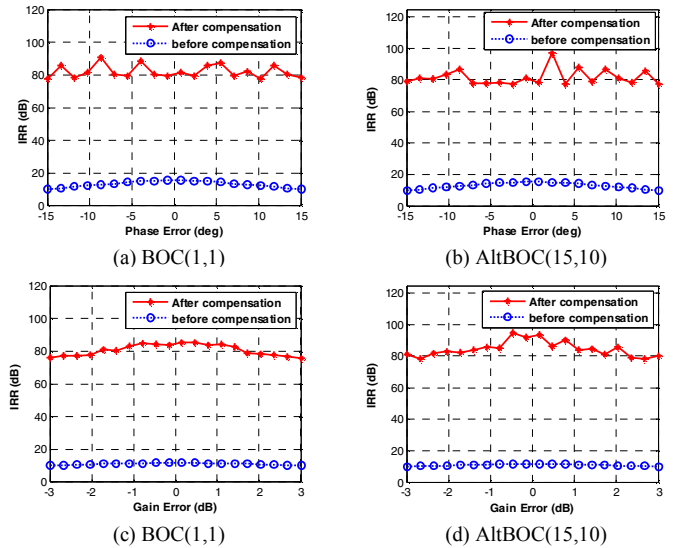 120
100
80
60
40
20
0
IRR (dB)
After compensation
before compensation
-15 -10 -5 0 5 10 15
Phase Error (deg)
(a) BOC(1,1)
120
100
80
60
40
20
0
IRR (dB)
After compensation
before compensation
-15 -10 -5 0 5 10 15
Phase Error (deg)
(b) AltBOC(15,10)
120
100
80
60
40
20
0
IRR (dB)
After compensation
before compensation
-3 -2 -1 0 1 2 3
Gain Error (dB)
(c) BOC(1,1)
120
100
80
60
40
20
0
IRR (dB)
After compensation
before compensation
-3 -2 -1 0 1 2 3
Gain Error (dB)
(d) AltBOC(15,10)